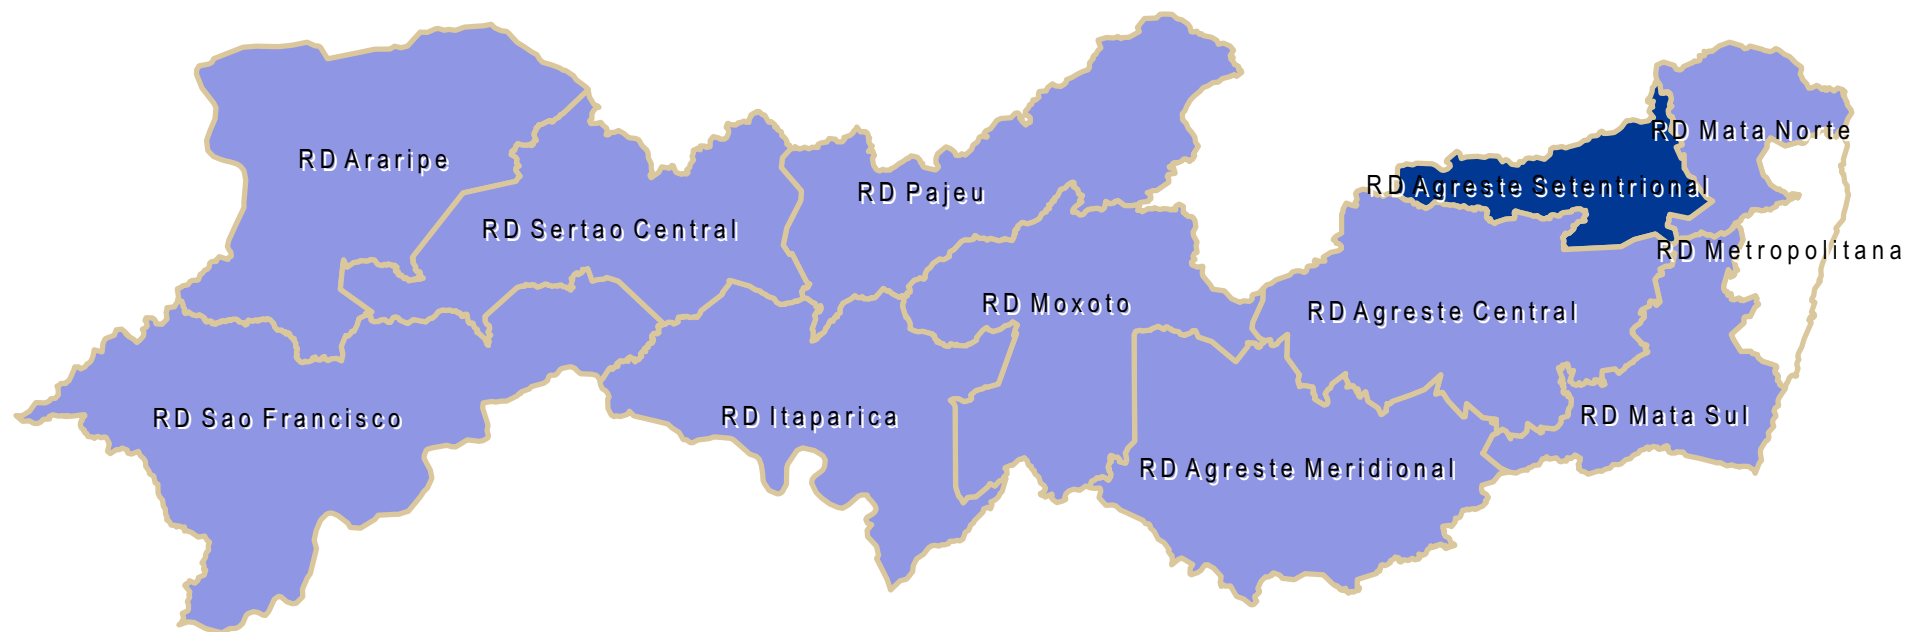 RD Mata Norte
RD Araripe
RD Agreste Setentrional
RD Pajeu
RD Sertao Central
RD Metropolitana
RD Moxoto
RD Agreste Central
RD Sao Francisco
RD Itaparica
RD Mata Sul
RD Agreste Meridional